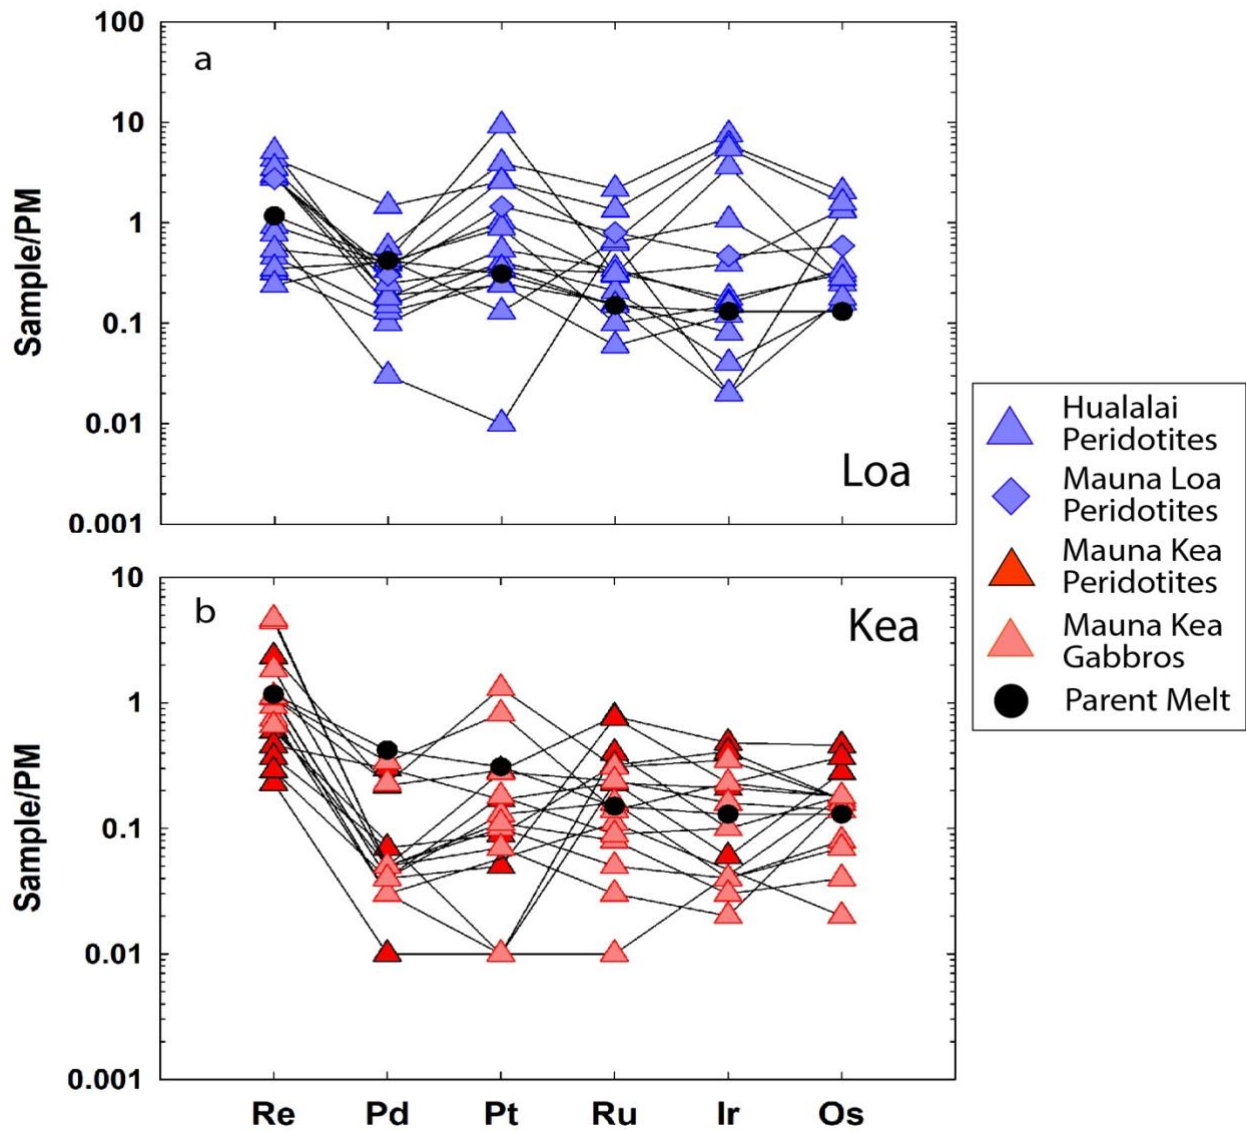 100
a
10
Sample/PM
1
0.1
0.01
Loa
0.001
Hualalai
Peridotites
Mauna Loa
Peridotites
Mauna Kea
Peridotites
Mauna Kea
Gabbros
Parent Melt
10
b
Kea
1
Sample/PM
0.1
0.01
0.001
Re Pd Pt Ru Ir Os